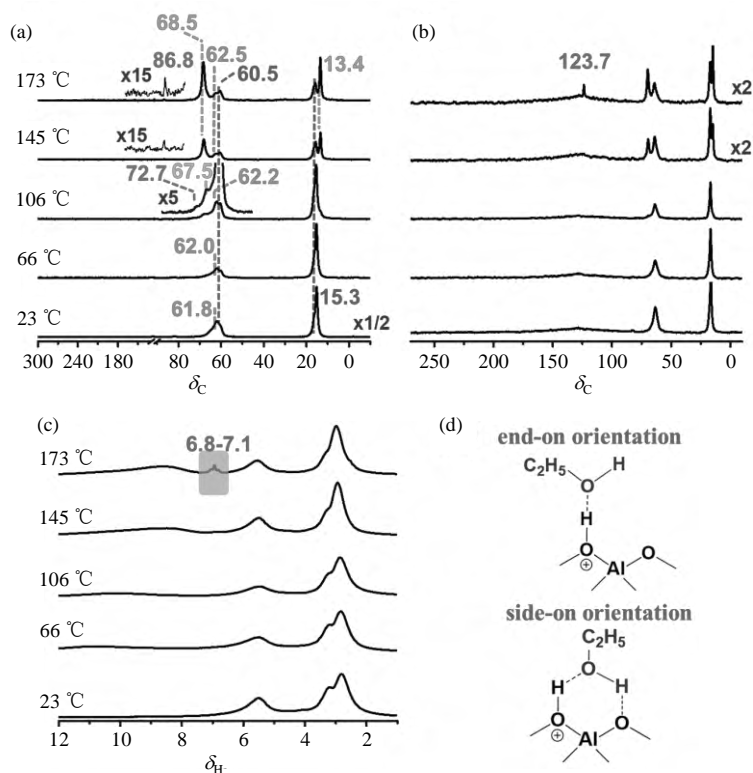 (a)
68.5
86.8
62.5
60.5
13.4
x15
173 ℃
x15
145 ℃
72.7
67.5
62.2
x5
106 ℃
62.0
66 ℃
61.8
15.3
23 ℃
x1/2
300 240 180 80 60 40 20 0
δC
(b)
123.7
x2
x2
250 200 150 100 50 0
δC
(c)
6.8-7.1
173 ℃
145 ℃
106 ℃
66 ℃
23 ℃
12 10 8 6 4 2
δH
(d)
end-on orientation
C2H5 H
O
H
O Al O
⊕
side-on orientation
C2H5
O
H H
O Al O
⊕